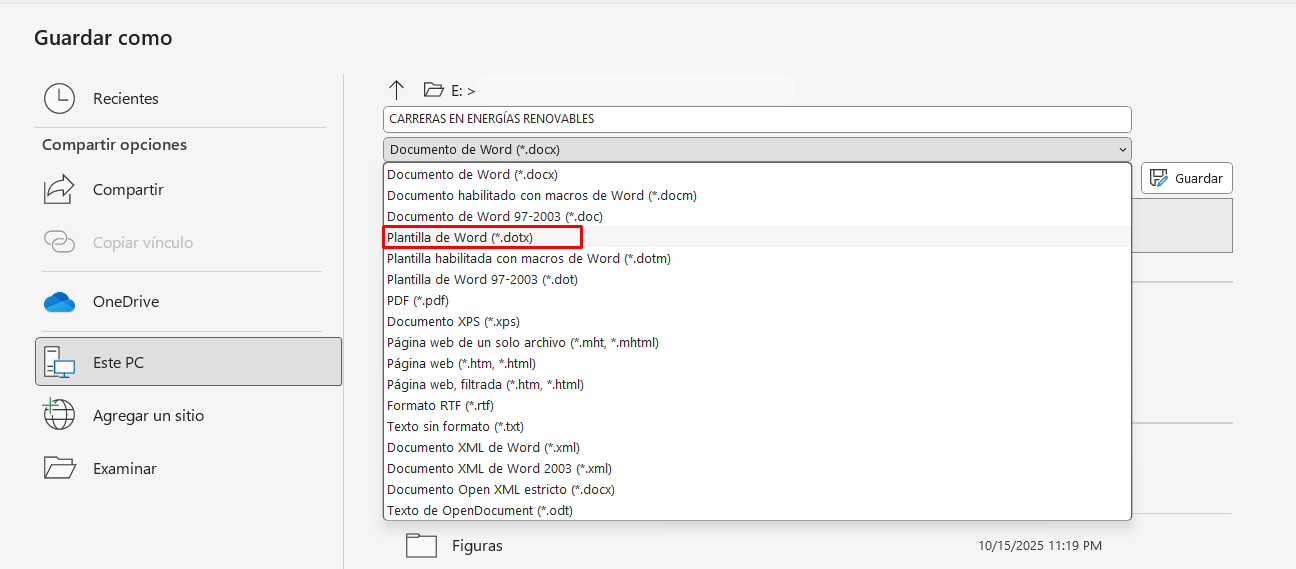 Guardar como
Recientes
Compartir opciones
Compartir
Copiar vínculo
OneDrive
Este PC
Agregar un sitio
Examinar
E: >
CARRERAS EN ENERGÍAS RENOVABLES
Documento de Word (*.docx)
Documento de Word (*.docx)
Documento habilitado con macros de Word (*.docm)
Documento de Word 97-2003 (*.doc)
Plantilla de Word (*.dotx)
Plantilla habilitada con macros de Word (*.dotm)
Plantilla de Word 97-2003 (*.dot)
PDF (*.pdf)
Documento XPS (*.xps)
Página web de un solo archivo (*.mht, *.mhtml)
Página web (*.htm, *.html)
Página web, filtrada (*.htm, *.html)
Formato RTF (*.rtf)
Texto sin formato (*.txt)
Documento XML de Word (*.xml)
Documento XML de Word 2003 (*.xml)
Documento Open XML estricto (*.docx)
Texto de OpenDocument (*.odt)
Guardar
Figuras 10/15/2025 11:19 PM